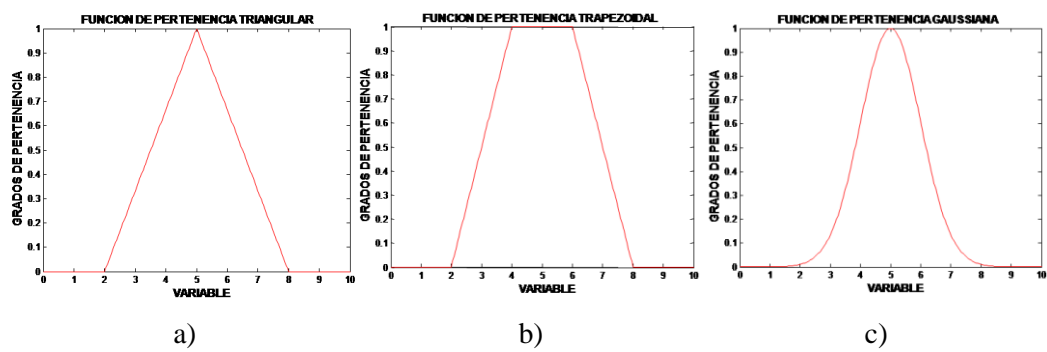 FUNCION DE PERTENENCIA TRIANGULAR
GRADOS DE PERTENENCIA
1
0.9
0.8
0.7
0.6
0.5
0.4
0.3
0.2
0.1
0
0 1 2 3 4 5 6 7 8 9 10
VARIABLE
a)
FUNCION DE PERTENENCIA TRAPEZOIDAL
GRADOS DE PERTENENCIA
1
0.9
0.8
0.7
0.6
0.5
0.4
0.3
0.2
0.1
0
0 1 2 3 4 5 6 7 8 9 10
VARIABLE
b)
FUNCION DE PERTENENCIA GAUSSIANA
GRADOS DE PERTENENCIA
1
0.9
0.8
0.7
0.6
0.5
0.4
0.3
0.2
0.1
0
0 1 2 3 4 5 6 7 8 9 10
VARIABLE
c)